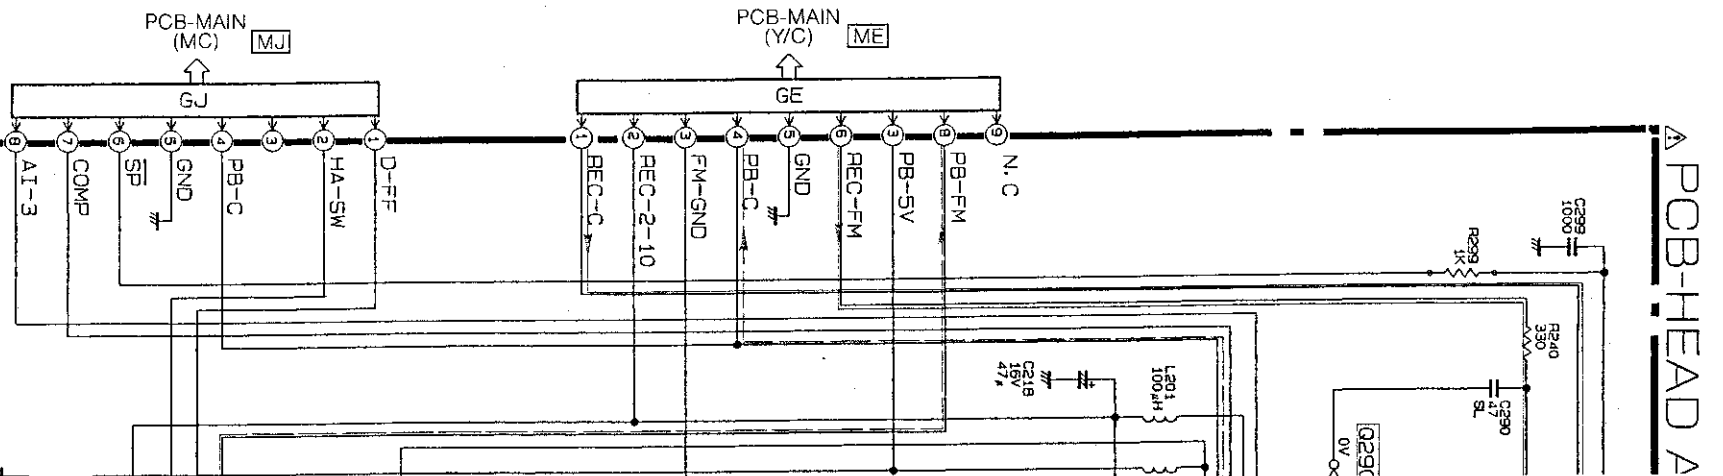 PCB-MAIN
(MC)
MJ
GJ
8
7
6
5
4
3
2
1
AI-3
COMP
SP
GND
PB-C
HA-SW
D-FF
PCB-MAIN
(Y/C)
ME
GE
1
2
3
4
5
6
3
8
9
REC-C
REC-2-10
FM-GND
PB-C
GND
REC-FM
PB-5V
PB-FM
N.C
PCB-HEAD A
C299
1000
R299
1K
R240
330
C218
16V
47μ
L201
100μH
C290
47
SL
Q290
0V